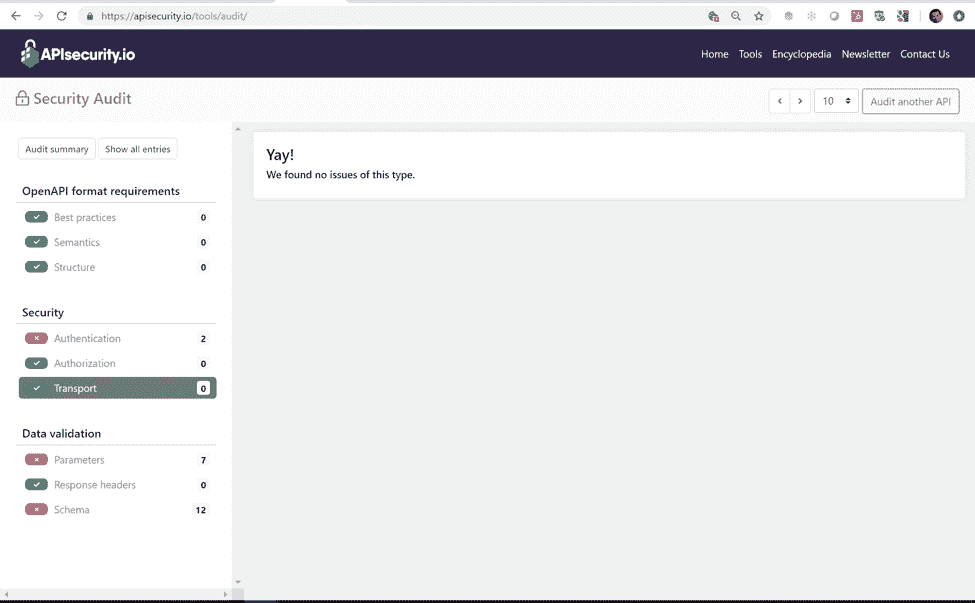 https://apisecurity.io/tools/audit/
APIsecurity.io
Home Tools Encyclopedia Newsletter Contact Us
Security Audit
10
Audit another API
Audit summary Show all entries
Yay!
We found no issues of this type.
OpenAPI format requirements
Best practices 0
Semantics 0
Structure 0
Security
Authentication 2
Authorization 0
Transport 0
Data validation
Parameters 7
Response headers 0
Schema 12